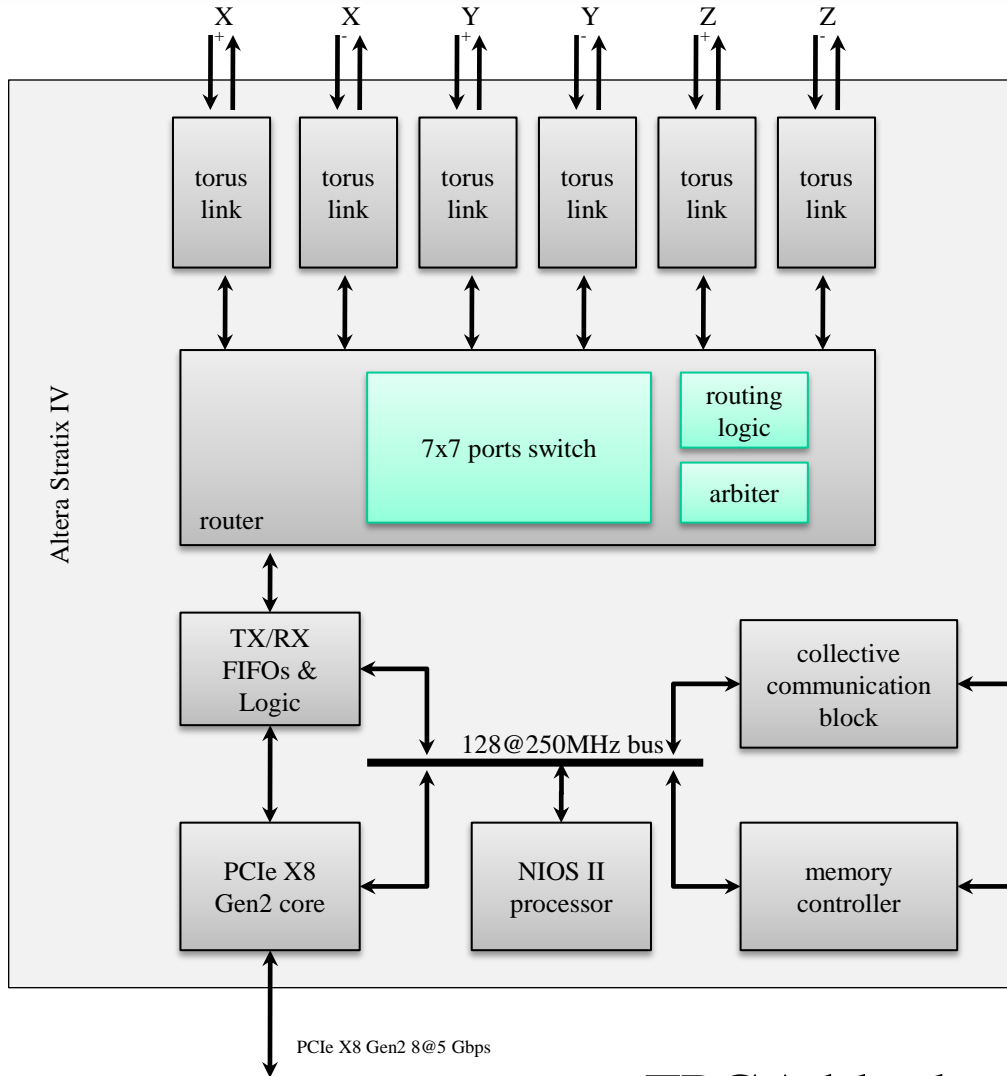 X X Y Y Z Z
+ - + - + -
torus
link
torus
link
torus
link
torus
link
torus
link
torus
link
Altera Stratix IV
7x7 ports switch
routing
logic
arbiter
router
TX/RX
FIFOs &
Logic
collective
communication
block
128@250MHz bus
PCIe X8
Gen2 core
NIOS II
processor
memory
controller
PCIe X8 Gen2 8@5 Gbps